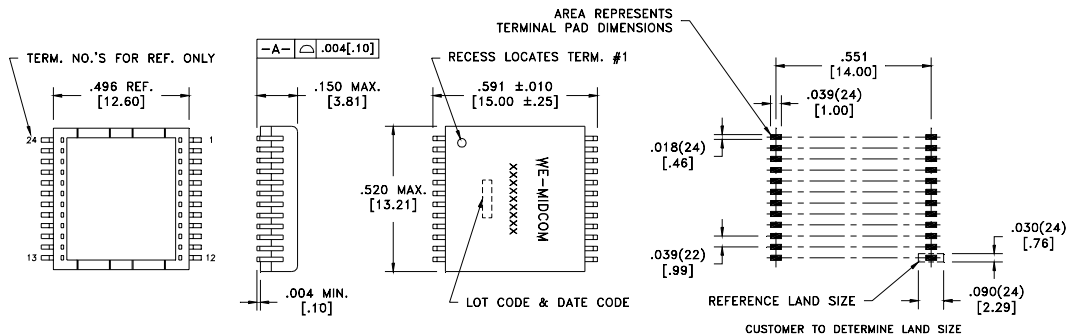 TERM. NO.'S FOR REF. ONLY
.496 REF.
[12.60]
24
1
13
12
-A- ⌓ .004[.10]
.150 MAX.
[3.81]
.004 MIN.
[.10]
RECESS LOCATES TERM. #1
.591 ±.010
[15.00 ±.25]
.520 MAX.
[13.21]
WE-MIDCOM
XXXXXXXXXX
LOT CODE & DATE CODE
AREA REPRESENTS
TERMINAL PAD DIMENSIONS
.551
[14.00]
.039(24)
[1.00]
.018(24)
[.46]
.039(22)
[.99]
.030(24)
[.76]
REFERENCE LAND SIZE
.090(24)
[2.29]
CUSTOMER TO DETERMINE LAND SIZE